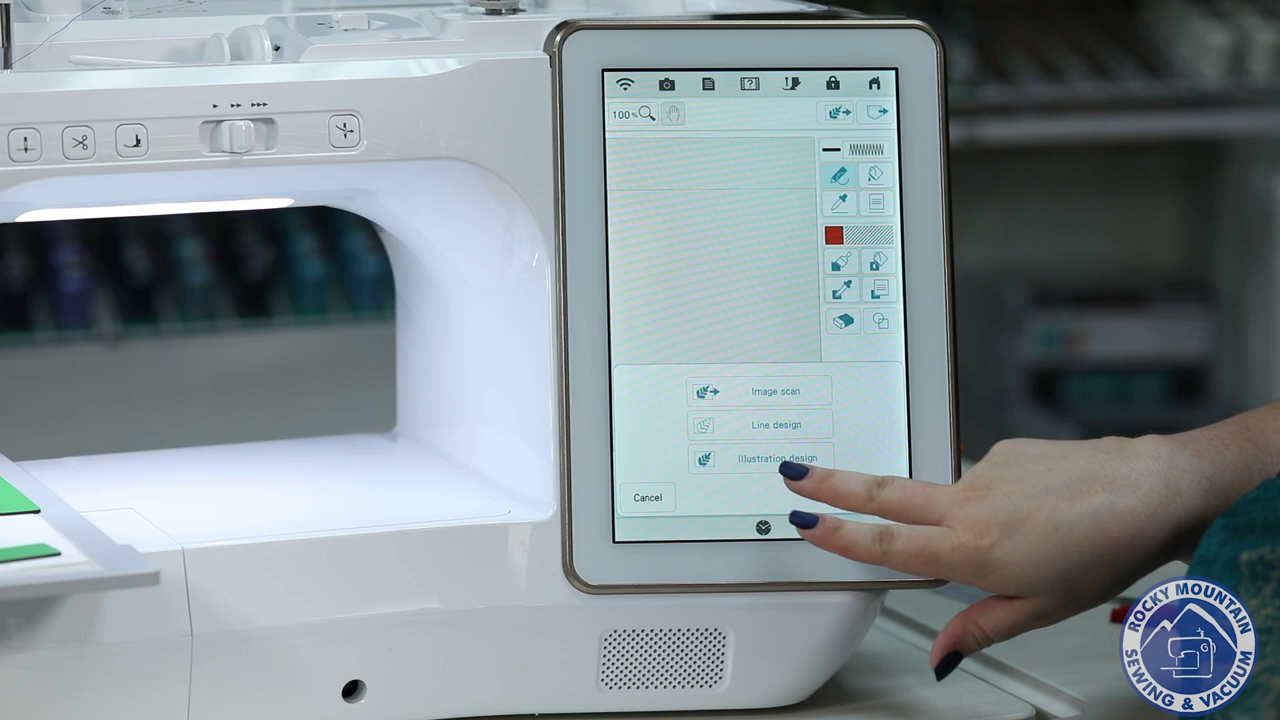 100%
?
Image scan
Line design
Illustration design
Cancel
ROCKY MOUNTAIN
G
SEWING & VACUUM